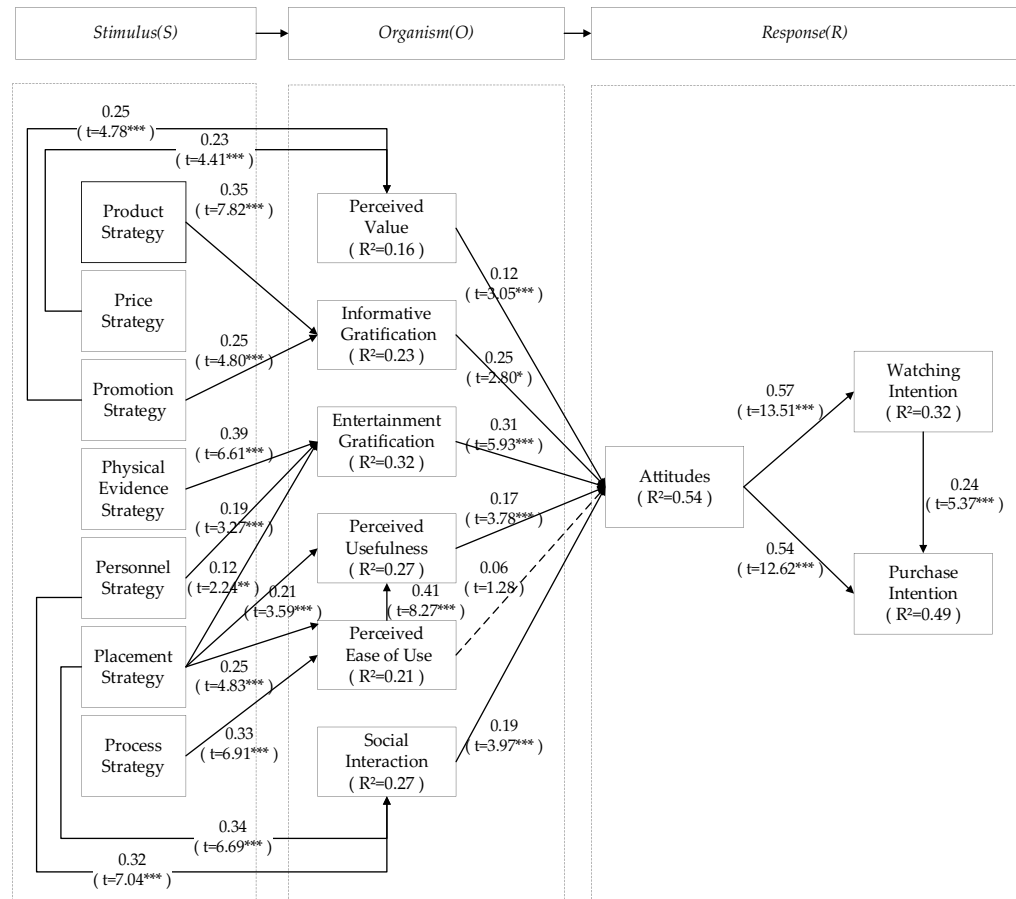 Stimulus(S)
Organism(O)
Response(R)
0.25
( t=4.78*** )
0.23
( t=4.41*** )
0.35
( t=7.82*** )
Product
Strategy
Price
Strategy
0.25
( t=4.80*** )
Promotion
Strategy
0.39
( t=6.61*** )
Physical
Evidence
Strategy
0.19
( t=3.27*** )
Personnel
Strategy
0.12
( t=2.24** )
0.21
( t=3.59*** )
Placement
Strategy
0.25
( t=4.83*** )
0.33
( t=6.91*** )
Process
Strategy
0.34
( t=6.69*** )
0.32
( t=7.04*** )
Perceived
Value
( R²=0.16 )
Informative
Gratification
( R²=0.23 )
Entertainment
Gratification
( R²=0.32 )
Perceived
Usefulness
( R²=0.27 )
0.41
( t=8.27*** )
Perceived
Ease of Use
( R²=0.21 )
Social
Interaction
( R²=0.27 )
0.12
( t=3.05*** )
0.25
( t=2.80* )
0.31
( t=5.93*** )
0.17
( t=3.78*** )
0.06
( t=1.28 )
0.19
( t=3.97*** )
Attitudes
( R²=0.54 )
0.57
( t=13.51*** )
0.54
( t=12.62*** )
Watching
Intention
( R²=0.32 )
0.24
( t=5.37*** )
Purchase
Intention
( R²=0.49 )